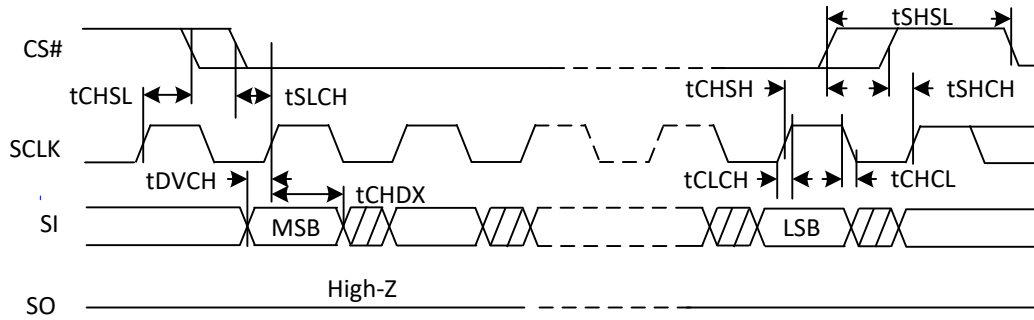 tSHSL
CS#
tCHSL
tSLCH
tCHSH
tSHCH
SCLK
tDVCH
tCHDX
tCLCH
tCHCL
SI
MSB
LSB
High-Z
SO